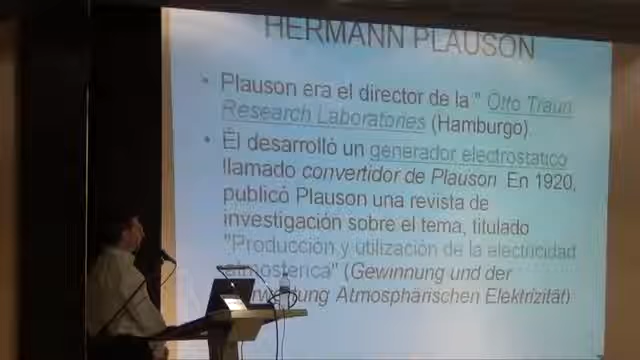 HERMANN PLAUSON
• Plauson era el director de la " Otto Traun
Research Laboratories (Hamburgo).
• Él desarrolló un generador electrostático
llamado convertidor de Plauson. En 1920,
publicó Plauson una revista de
investigación sobre el tema, titulado
"Producción y utilización de la electricidad
atmosferica" (Gewinnung und der
Atmosphärischen Elektrizität)